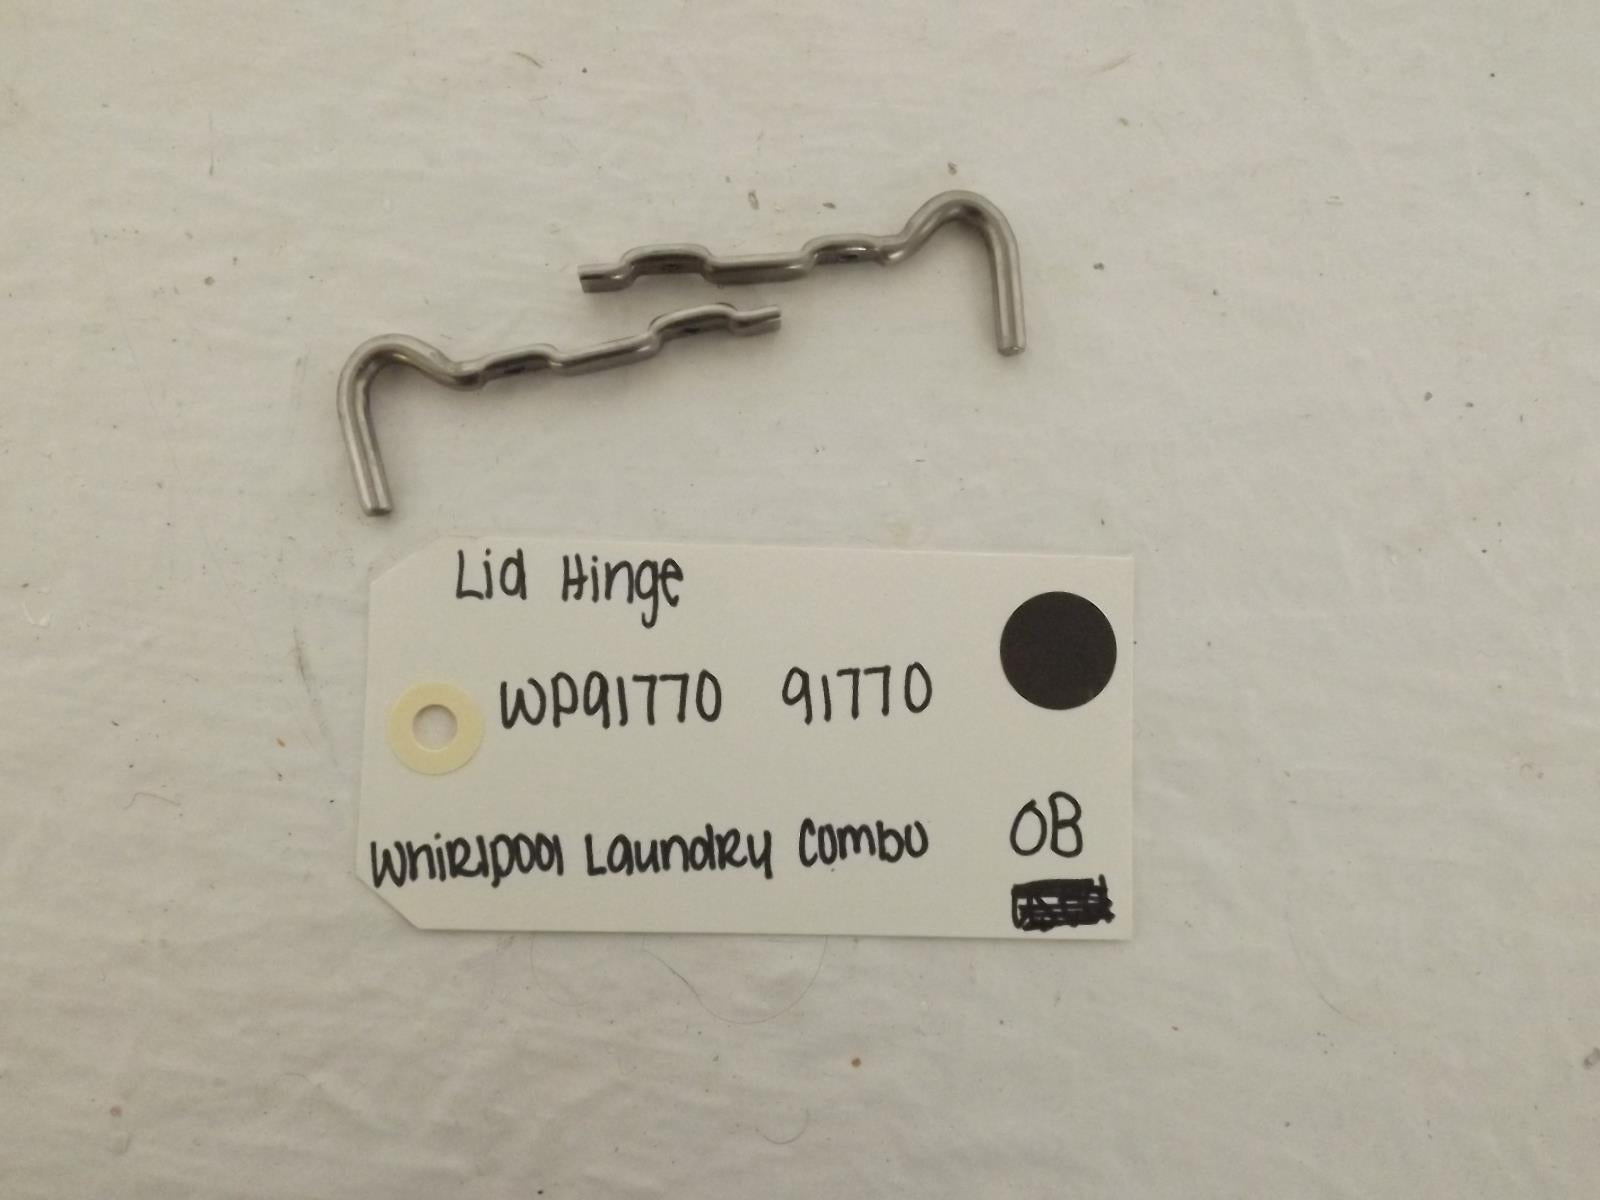 Lid Hinge
WP91770 91770
Whirlpool Laundry Combo OB